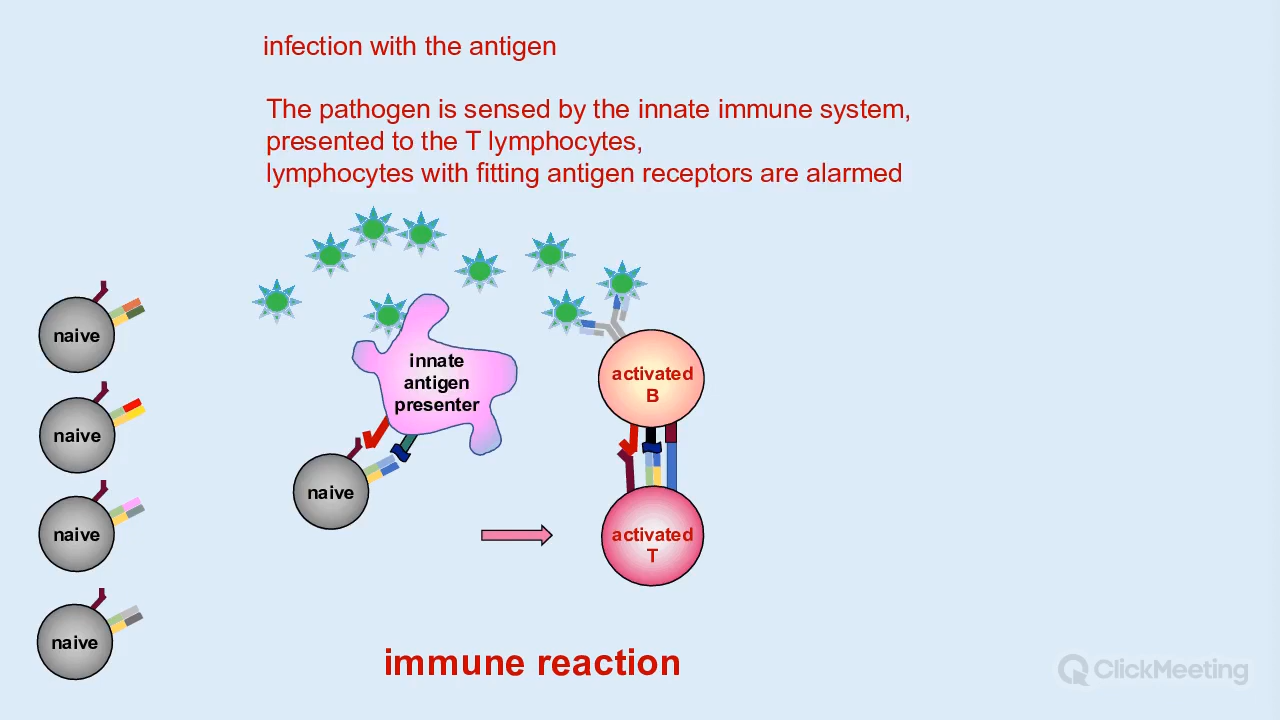 infection with the antigen
The pathogen is sensed by the innate immune system,
presented to the T lymphocytes,
lymphocytes with fitting antigen receptors are alarmed
naive
naive
naive
naive
innate
antigen
presenter
naive
activated
B
activated
T
immune reaction
ClickMeeting